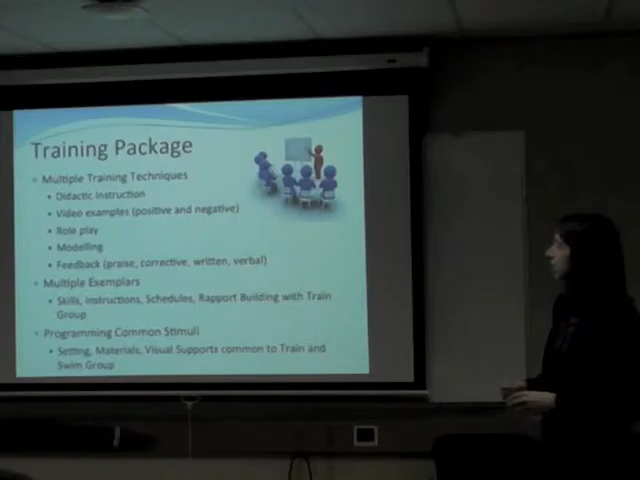 Training Package
Multiple Training Techniques
Didactic Instruction
Video examples (positive and negative)
Role play
Modelling
Feedback (praise, corrective, written, verbal)
Multiple Exemplars
Skills, Instructions, Schedules, Rapport Building with Train
Group
Programming Common Stimuli
Setting, Materials, Visual Supports common to Train and
Swim Group